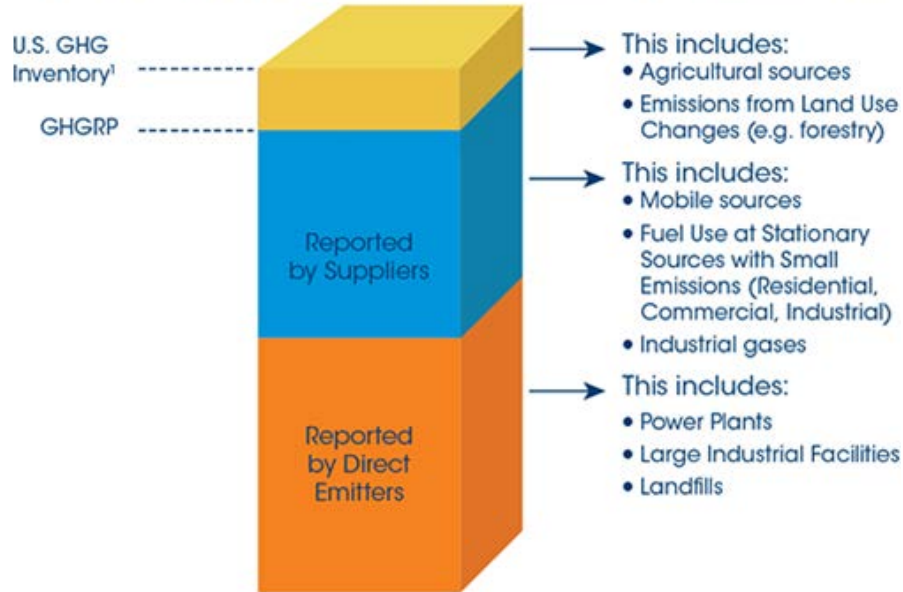 U.S. GHG
Inventory¹
GHGRP
Reported
by Suppliers
Reported
by Direct
Emitters
This includes:
• Agricultural sources
• Emissions from Land Use
Changes (e.g. forestry)
This includes:
• Mobile sources
• Fuel Use at Stationary
Sources with Small
Emissions (Residential,
Commercial, Industrial)
• Industrial gases
This includes:
• Power Plants
• Large Industrial Facilities
• Landfills